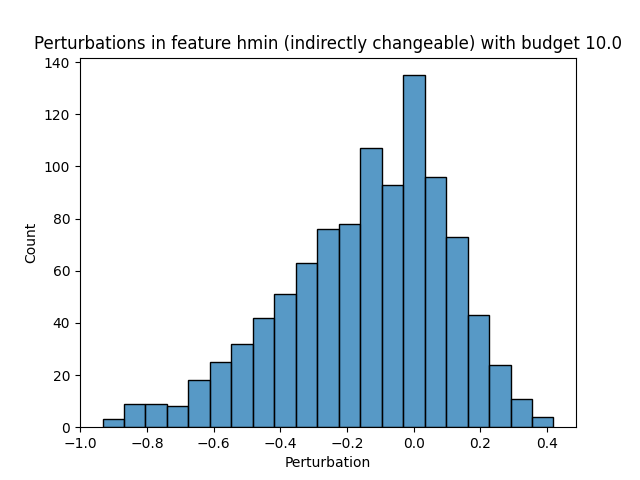 Perturbations in feature hmin (indirectly changeable) with budget 10.0
140
120
100
80
60
40
20
0
Count
−1.0 −0.8 −0.6 −0.4 −0.2 0.0 0.2 0.4
Perturbation